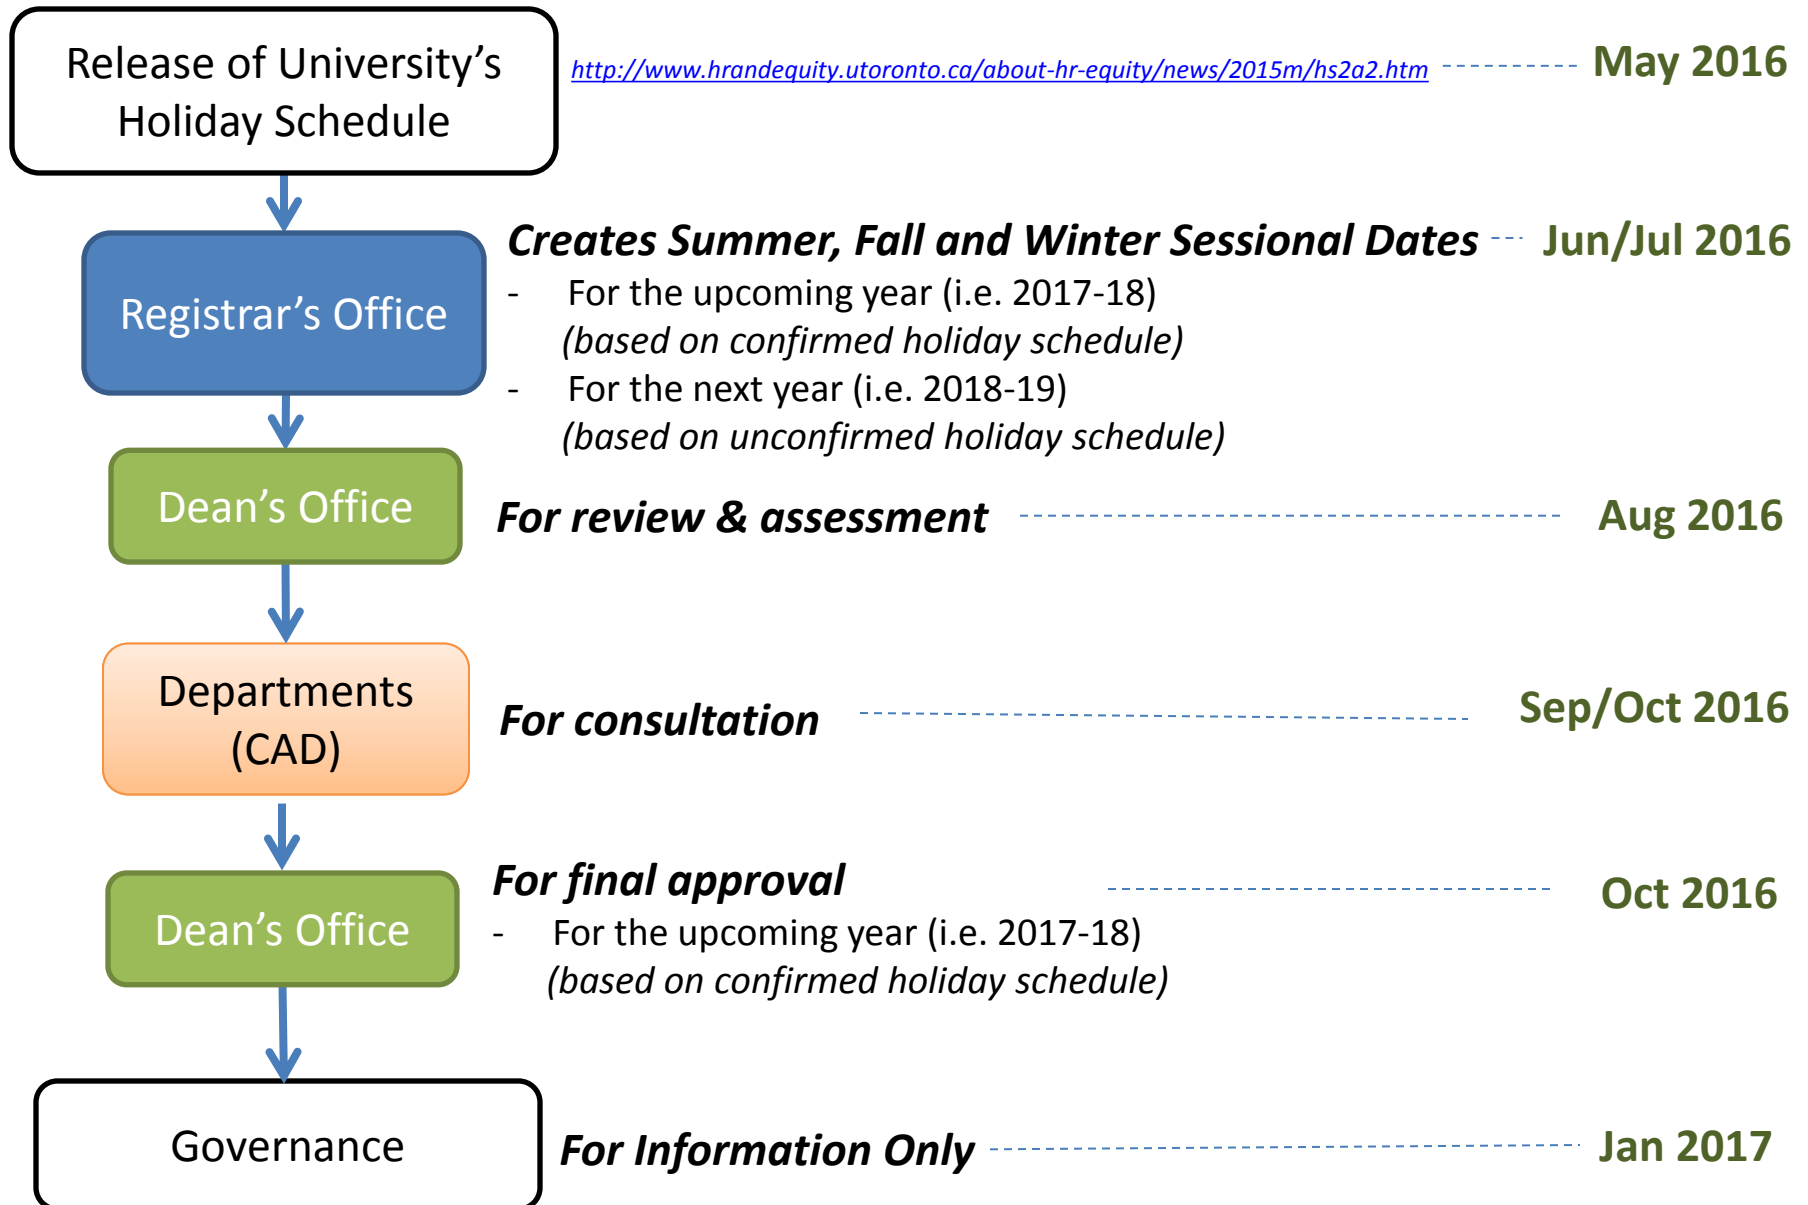 Release of University’s
Holiday Schedule
http://www.hrandequity.utoronto.ca/about-hr-equity/news/2015m/hs2a2.htm
May 2016
Registrar’s Office
Creates Summer, Fall and Winter Sessional Dates
Jun/Jul 2016
- For the upcoming year (i.e. 2017-18)
(based on confirmed holiday schedule)
- For the next year (i.e. 2018-19)
(based on unconfirmed holiday schedule)
Dean’s Office
For review & assessment
Aug 2016
Departments
(CAD)
For consultation
Sep/Oct 2016
Dean’s Office
For final approval
Oct 2016
- For the upcoming year (i.e. 2017-18)
(based on confirmed holiday schedule)
Governance
For Information Only
Jan 2017